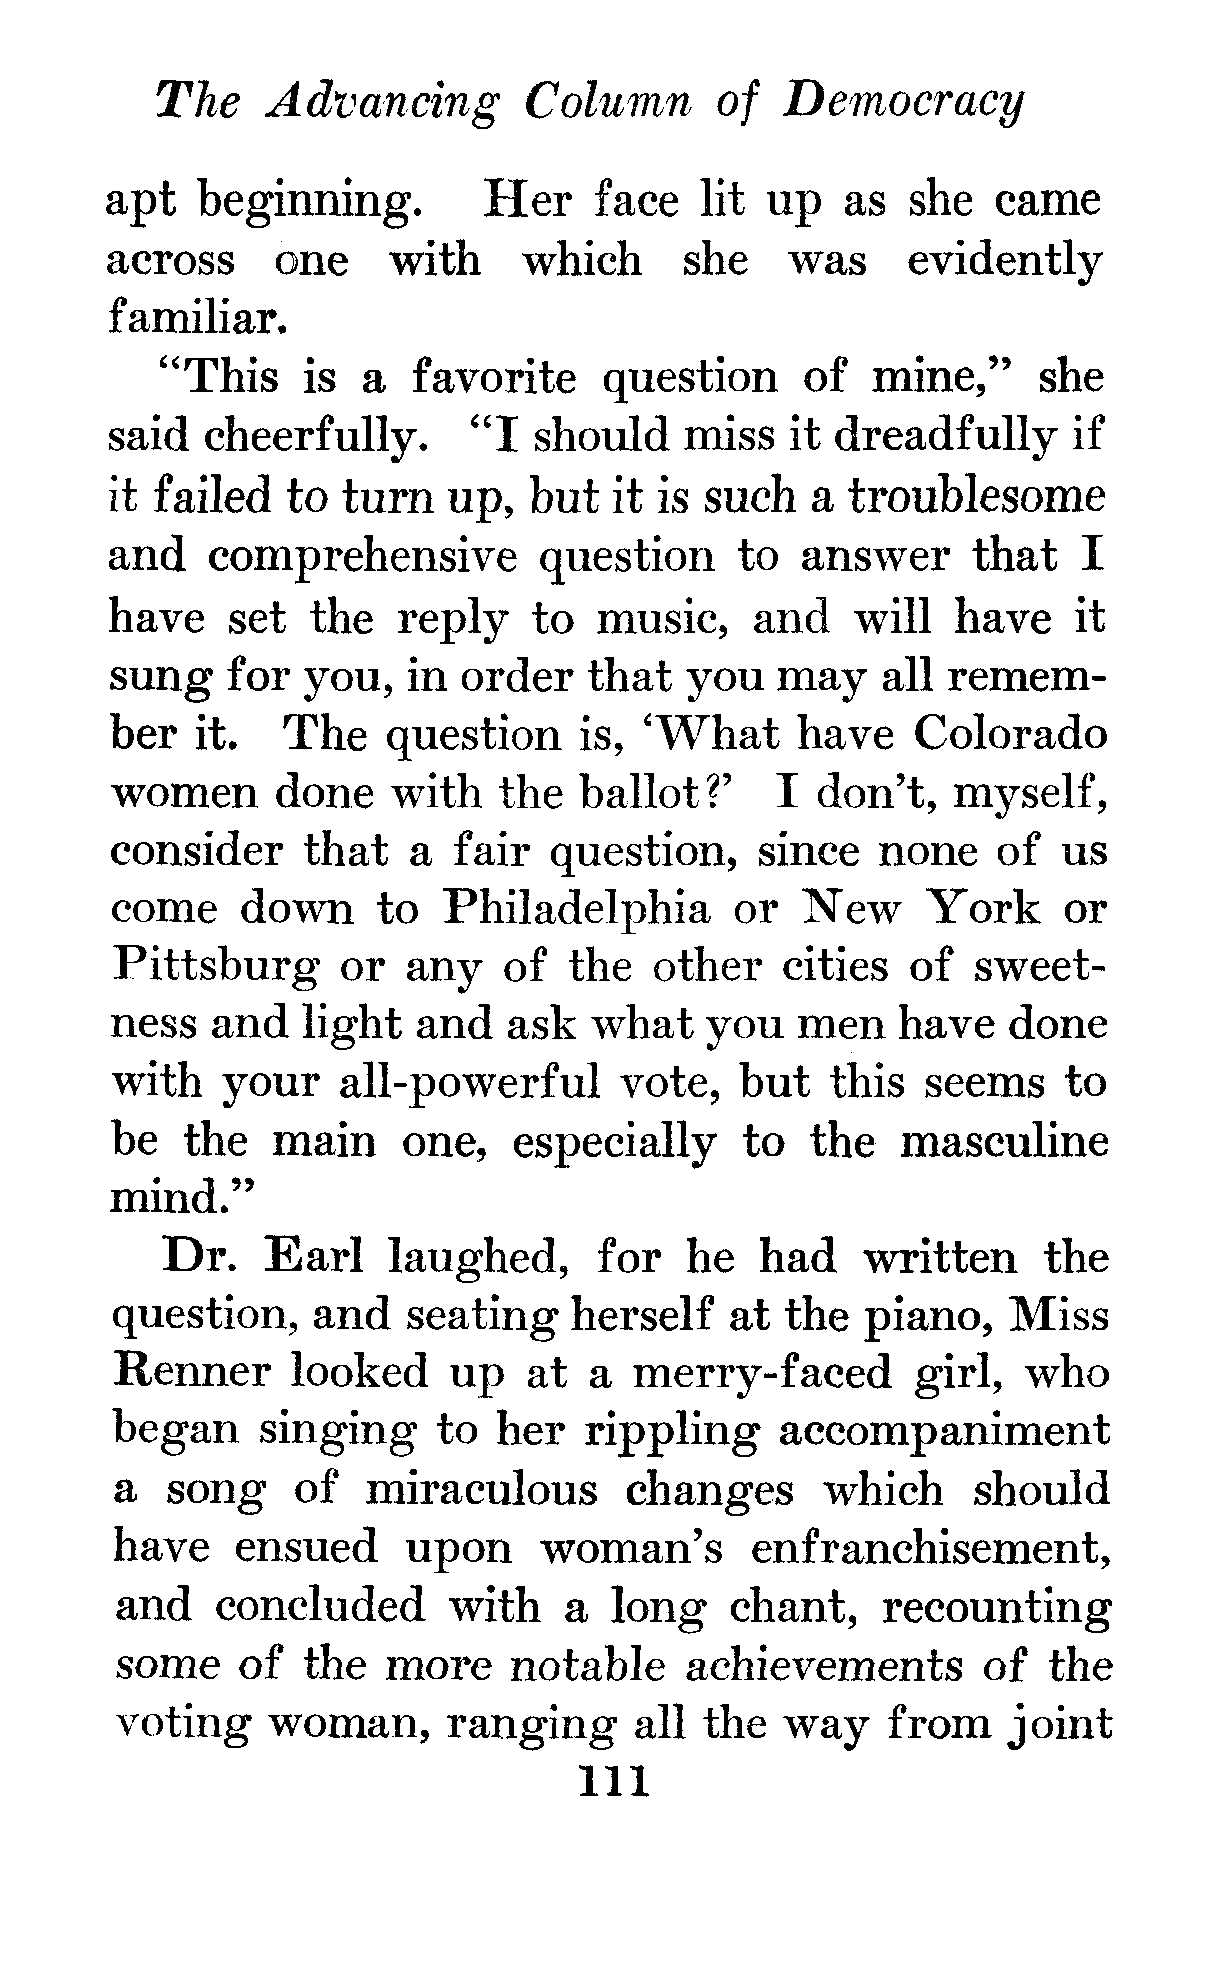 The Advancing Column of Democracy
apt beginning. Her face lit up as she came
across one with which she was evidently
familiar.
“This is a favorite question of mine,” she
said cheerfully. “I should miss it dreadfully if
it failed to turn up, but it is such a troublesome
and comprehensive question to answer that I
have set the reply to music, and will have it
sung for you, in order that you may all remem-
ber it. The question is, ‘What have Colorado
women done with the ballot?’ I don’t, myself,
consider that a fair question, since none of us
come down to Philadelphia or New York or
Pittsburg or any of the other cities of sweet-
ness and light and ask what you men have done
with your all-powerful vote, but this seems to
be the main one, especially to the masculine
mind.”
Dr. Earl laughed, for he had written the
question, and seating herself at the piano, Miss
Renner looked up at a merry-faced girl, who
began singing to her rippling accompaniment
a song of miraculous changes which should
have ensued upon woman’s enfranchisement,
and concluded with a long chant, recounting
some of the more notable achievements of the
voting woman, ranging all the way from joint
111